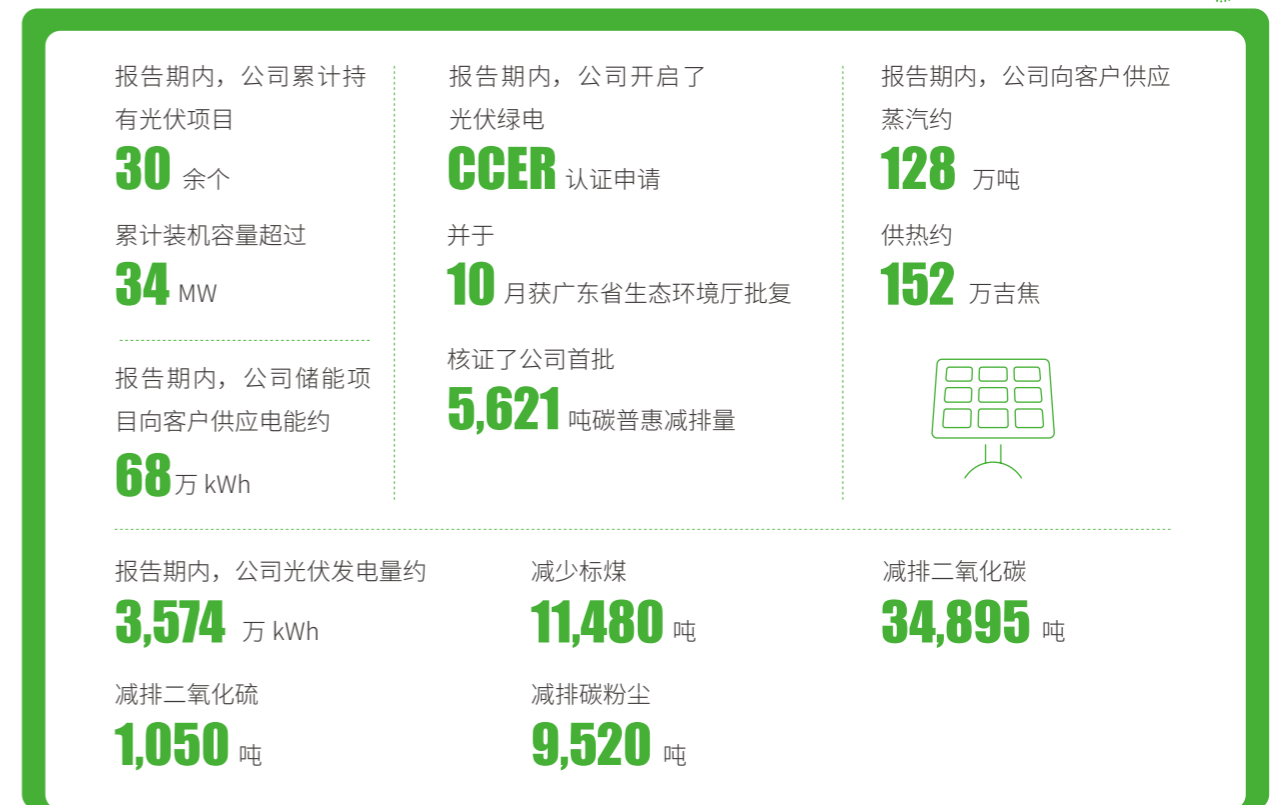 报告期内，公司累计持
有光伏项目
30 余个
累计装机容量超过
34 MW
报告期内，公司储能项
目向客户供应电能约
68万 kWh
报告期内，公司开启了
光伏绿电
CCER 认证申请
并于
10 月获广东省生态环境厅批复
核证了公司首批
5,621 吨碳普惠减排量
报告期内，公司向客户供应
蒸汽约
128 万吨
供热约
152 万吉焦
报告期内，公司光伏发电量约
3,574 万 kWh
减少标煤
11,480 吨
减排二氧化碳
34,895 吨
减排二氧化硫
1,050 吨
减排碳粉尘
9,520 吨